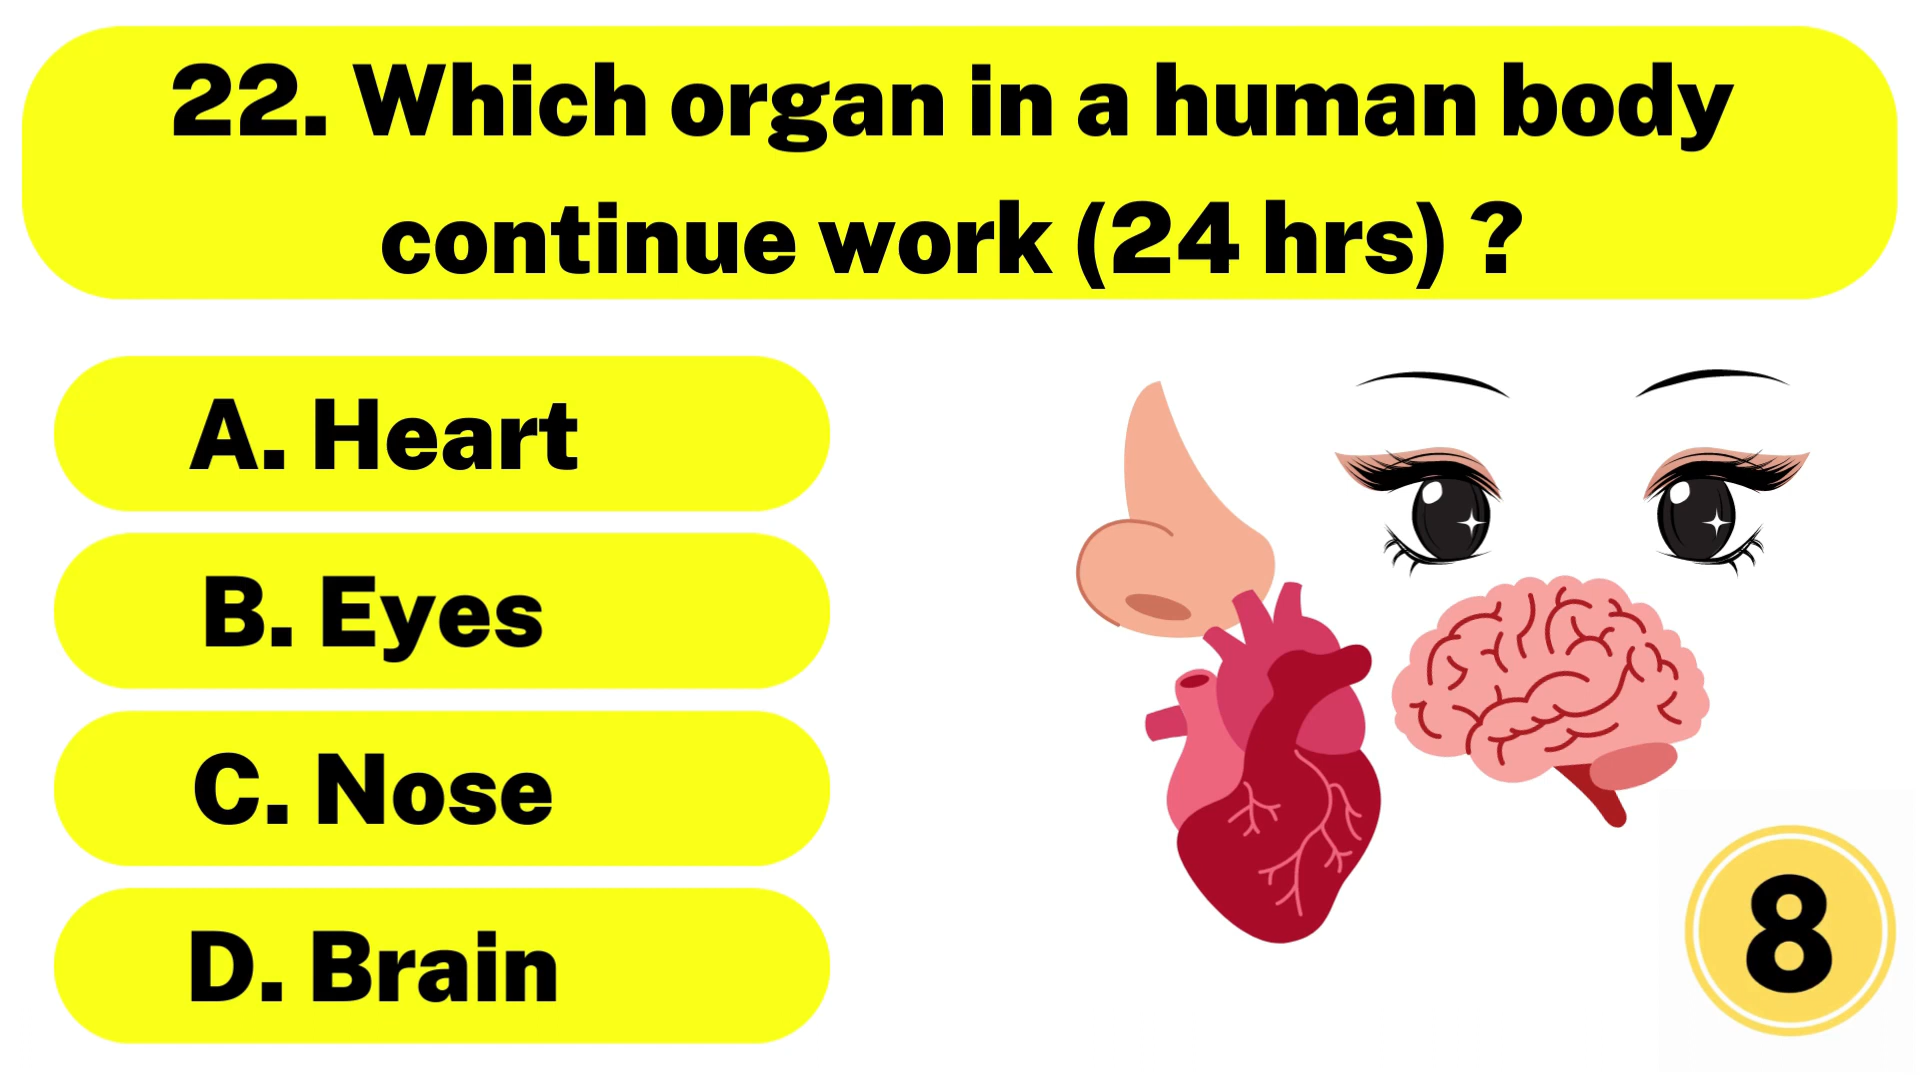 22. Which organ in a human body
continue work (24 hrs) ?
A. Heart
B. Eyes
C. Nose
D. Brain
8